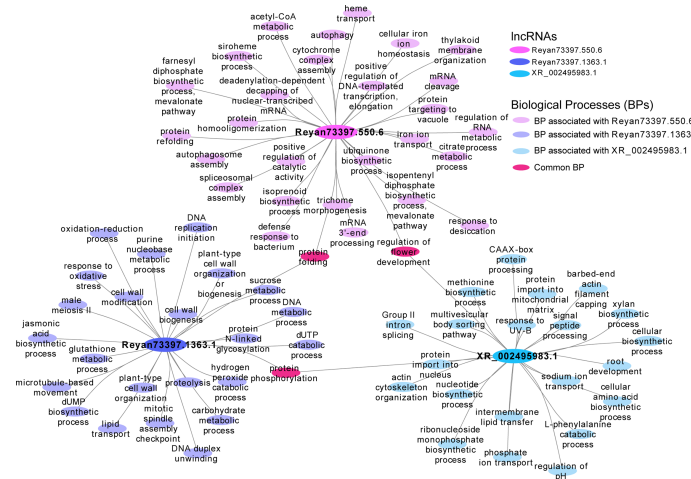 heme
transport
acetyl-CoA
metabolic
process
autophagy
cellular iron
ion
homeostasis
thylakoid
membrane
organization
siroheme
biosynthetic
process
cytochrome
complex
assembly
farnesyl
diphosphate
biosynthetic
process,
mevalonate
pathway
deadenylation-dependent
decapping of
nuclear-transcribed
mRNA
positive
regulation of
DNA-templated
transcription,
elongation
mRNA
cleavage
protein
targeting to
vacuole
regulation of
RNA
metabolic
process
protein
refolding
protein
homooligomerization
Reyan73397.550.6
iron ion
transport
citrate
metabolic
process
autophagosome
assembly
positive
regulation of
catalytic
activity
ubiquinone
biosynthetic
process
spliceosomal
complex
assembly
isopentenyl
diphosphate
biosynthetic
process,
mevalonate
pathway
isoprenoid
biosynthetic
process
trichome
morphogenesis
defense
response to
bacterium
mRNA
3'-end
processing
response to
desiccation
protein
folding
regulation of
flower
development
lncRNAs
Reyan73397.550.6
Reyan73397.1363.1
XR_002495983.1
Biological Processes (BPs)
BP associated with Reyan73397.550.6
BP associated with Reyan73397.1363
BP associated with XR_002495983.1
Common BP
oxidation-reduction
process
DNA
replication
initiation
purine
nucleobase
metabolic
process
plant-type
cell wall
organization
or
biogenesis
response to
oxidative
stress
cell wall
modification
sucrose
metabolic
process
male
meiosis II
cell wall
biogenesis
DNA
metabolic
process
jasmonic
acid
biosynthetic
process
Reyan73397.1363.1
protein
N-linked
glycosylation
dUTP
catabolic
process
glutathione
metabolic
process
protein
phosphorylation
microtubule-based
movement
plant-type
cell wall
organization
proteolysis
hydrogen
peroxide
catabolic
process
dUMP
biosynthetic
process
lipid
transport
mitotic
spindle
assembly
checkpoint
carbohydrate
metabolic
process
DNA duplex
unwinding
CAAX-box
protein
processing
methionine
biosynthetic
process
protein
import into
mitochondrial
matrix
barbed-end
actin
filament
capping
xylan
biosynthetic
process
Group II
intron
splicing
multivesicular
body sorting
pathway
response to
UV-B
signal
peptide
processing
cellular
biosynthetic
process
protein
import into
nucleus
XR_002495983.1
root
development
actin
cytoskeleton
organization
nucleotide
biosynthetic
process
sodium ion
transport
cellular
amino acid
biosynthetic
process
intermembrane
lipid transfer
ribonucleoside
monophosphate
biosynthetic
process
L-phenylalanine
catabolic
process
phosphate
ion transport
regulation of
pH